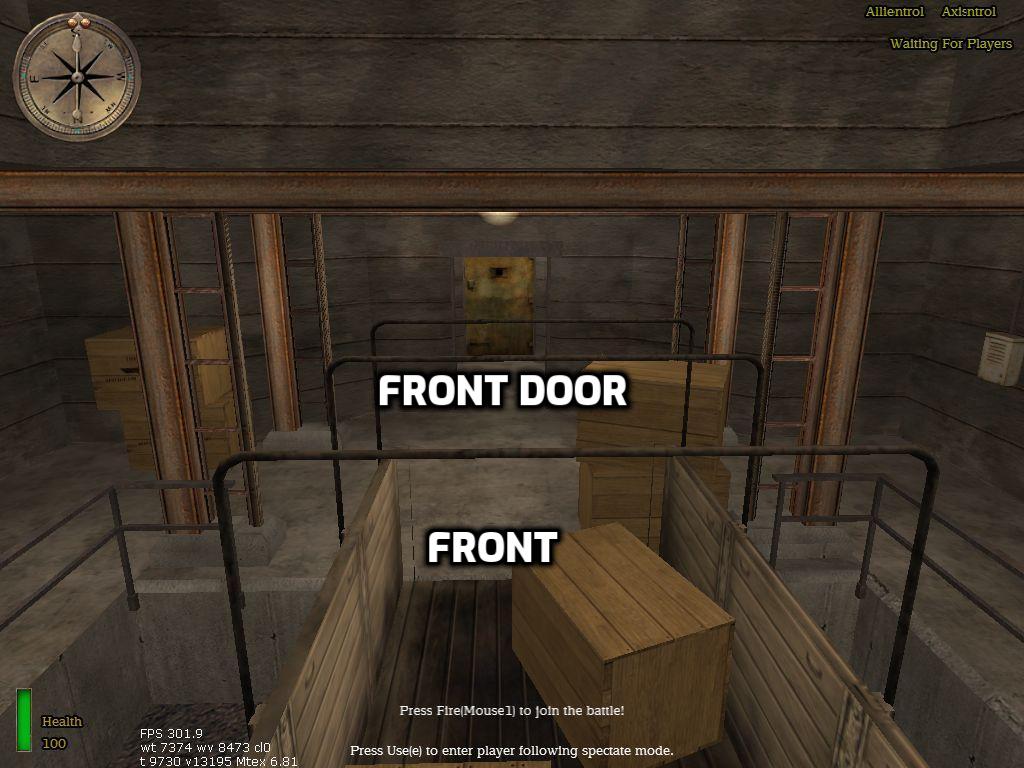 Allientrol Axisntrol
Waiting For Players
E
W
FRONT DOOR
FRONT
Press Fire(Mouse1) to join the battle!
Health
100
FPS 301.9
wt 7374 wv 8473 cl0
t 9730 v13195 Mtex 6.81
Press Use(e) to enter player following spectate mode.